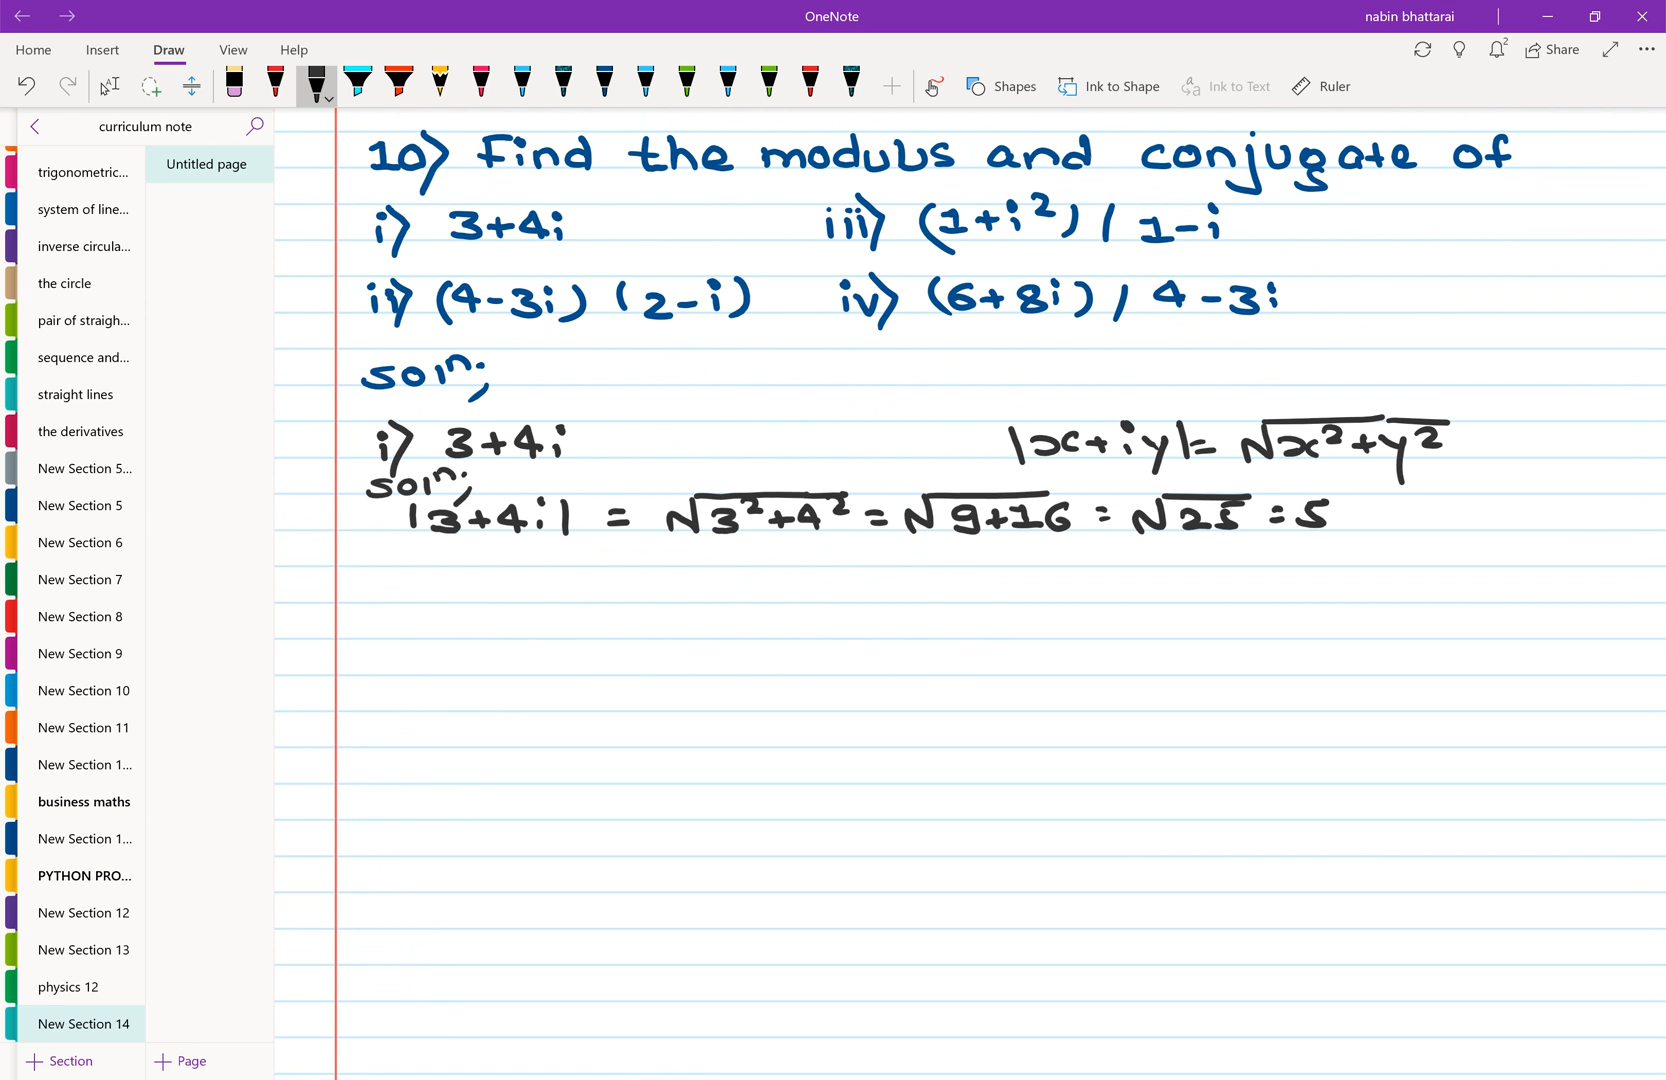 OneNote
nabin bhattarai
Home Insert Draw View Help
2
Share
Shapes Ink to Shape Ink to Text Ruler
curriculum note
Untitled page
trigonometric...
system of line...
inverse circula...
the circle
pair of straigh...
sequence and...
straight lines
the derivatives
New Section 5...
New Section 5
New Section 6
New Section 7
New Section 8
New Section 9
New Section 10
New Section 11
New Section 1...
business maths
New Section 1...
PYTHON PRO...
New Section 12
New Section 13
physics 12
New Section 14
+ Section
+ Page
10) Find the modulus and conjugate of
i) 3+4i iii) (1+i²) / 1-i
ii) (4-3i) (2-i) iv) (6+8i) / 4-3i
soln;
i) 3+4i |x+iy|= √x²+y²
soln;
|3+4i| = √3²+4² = √9+16 = √25 = 5